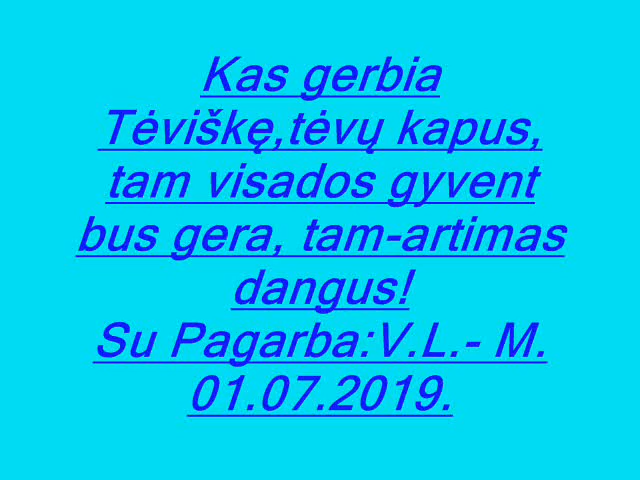 Kas gerbia
Tėviškę,tėvų kapus,
tam visados gyvent
bus gera, tam-artimas
dangus!
Su Pagarba:V.L.- M.
01.07.2019.